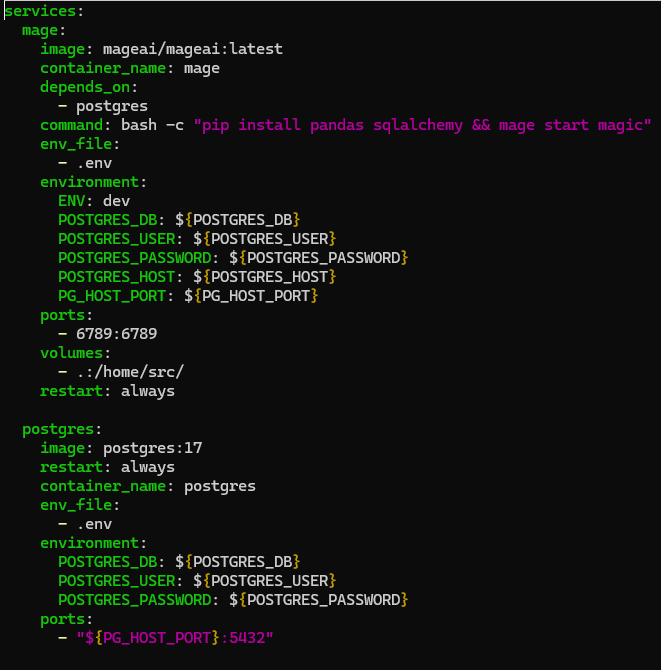 services:
  mage:
    image: mageai/mageai:latest
    container_name: mage
    depends_on:
      - postgres
    command: bash -c "pip install pandas sqlalchemy && mage start magic"
    env_file:
      - .env
    environment:
      ENV: dev
      POSTGRES_DB: ${POSTGRES_DB}
      POSTGRES_USER: ${POSTGRES_USER}
      POSTGRES_PASSWORD: ${POSTGRES_PASSWORD}
      POSTGRES_HOST: ${POSTGRES_HOST}
      PG_HOST_PORT: ${PG_HOST_PORT}
    ports:
      - 6789:6789
    volumes:
      - .:/home/src/
    restart: always

  postgres:
    image: postgres:17
    restart: always
    container_name: postgres
    env_file:
      - .env
    environment:
      POSTGRES_DB: ${POSTGRES_DB}
      POSTGRES_USER: ${POSTGRES_USER}
      POSTGRES_PASSWORD: ${POSTGRES_PASSWORD}
    ports:
      - "${PG_HOST_PORT}:5432"